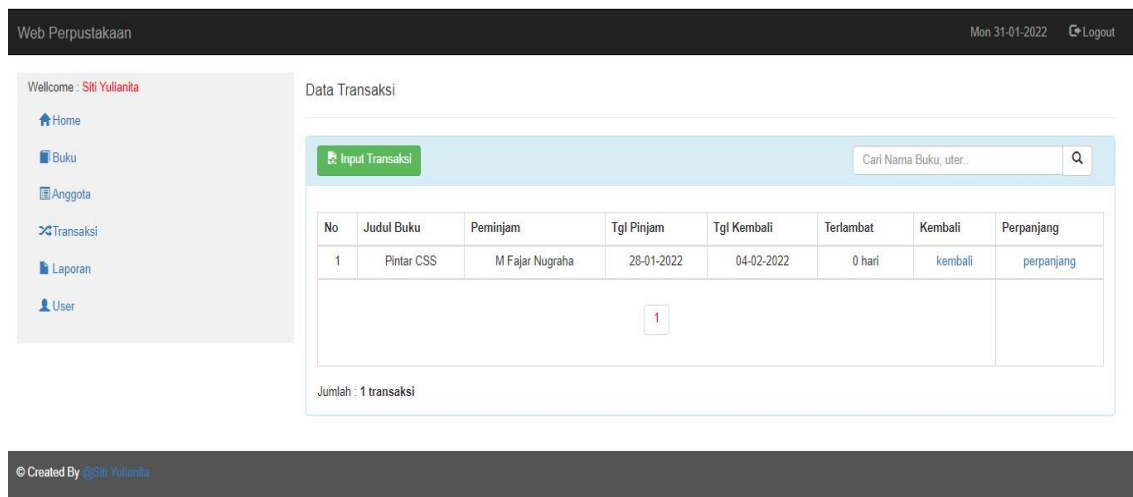 Web Perpustakaan Mon 31-01-2022 Logout
Wellcome : Siti Yulianita
Home
Buku
Anggota
Transaksi
Laporan
User
Data Transaksi
Input Transaksi Cari Nama Buku, uter..
No Judul Buku Peminjam Tgl Pinjam Tgl Kembali Terlambat Kembali Perpanjang
1 Pintar CSS M Fajar Nugraha 28-01-2022 04-02-2022 0 hari kembali perpanjang
1
Jumlah : 1 transaksi
© Created By @Siti Yulianita